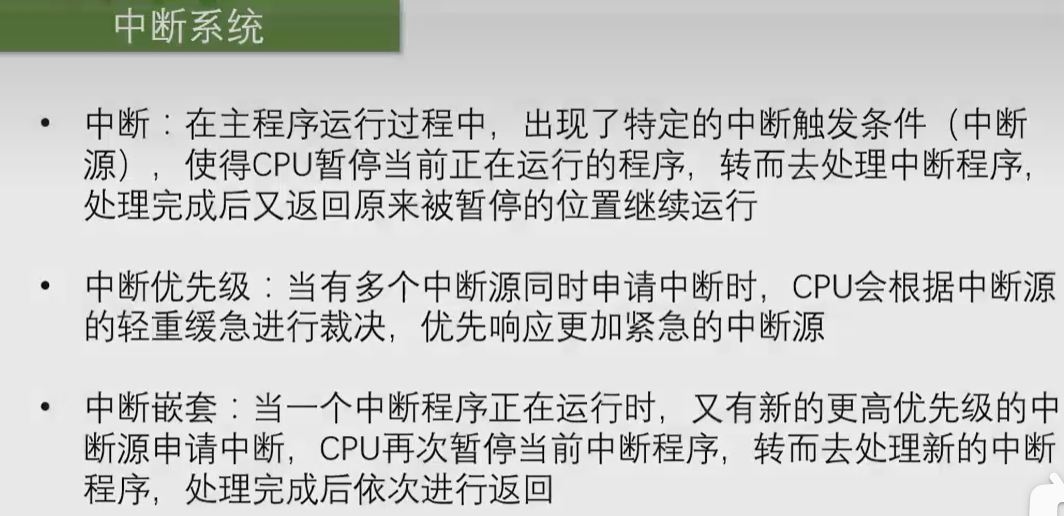 中断系统
• 中断：在主程序运行过程中，出现了特定的中断触发条件（中断
源），使得CPU暂停当前正在运行的程序，转而去处理中断程序，
处理完成后又返回原来被暂停的位置继续运行
• 中断优先级：当有多个中断源同时申请中断时，CPU会根据中断源
的轻重缓急进行裁决，优先响应更加紧急的中断源
• 中断嵌套：当一个中断程序正在运行时，又有新的更高优先级的中
断源申请中断，CPU再次暂停当前中断程序，转而去处理新的中断
程序，处理完成后依次进行返回